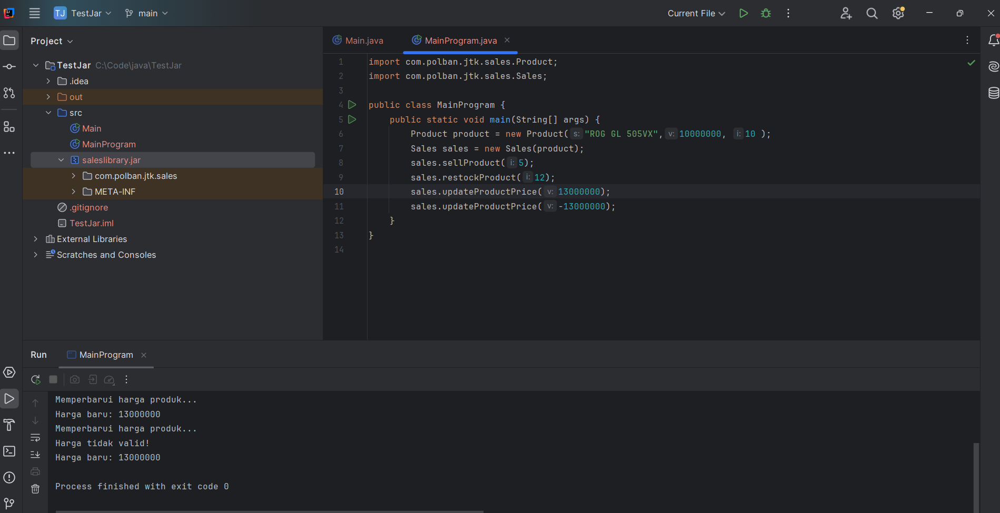 TJ TestJar main Current File
Project
TestJar C:\Code\java\TestJar
.idea
out
src
Main
MainProgram
saleslibrary.jar
com.polban.jtk.sales
META-INF
.gitignore
TestJar.iml
External Libraries
Scratches and Consoles
Main.java MainProgram.java
1 import com.polban.jtk.sales.Product;
2 import com.polban.jtk.sales.Sales;
3
4 public class MainProgram {
5 public static void main(String[] args) {
6 Product product = new Product( s: "ROG GL 505VX", v: 10000000, i: 10 );
7 Sales sales = new Sales(product);
8 sales.sellProduct( i: 5);
9 sales.restockProduct( i: 12);
10 sales.updateProductPrice( v: 13000000);
11 sales.updateProductPrice( v: -13000000);
12 }
13 }
14
Run MainProgram
Memperbarui harga produk...
Harga baru: 13000000
Memperbarui harga produk...
Harga tidak valid!
Harga baru: 13000000
Process finished with exit code 0